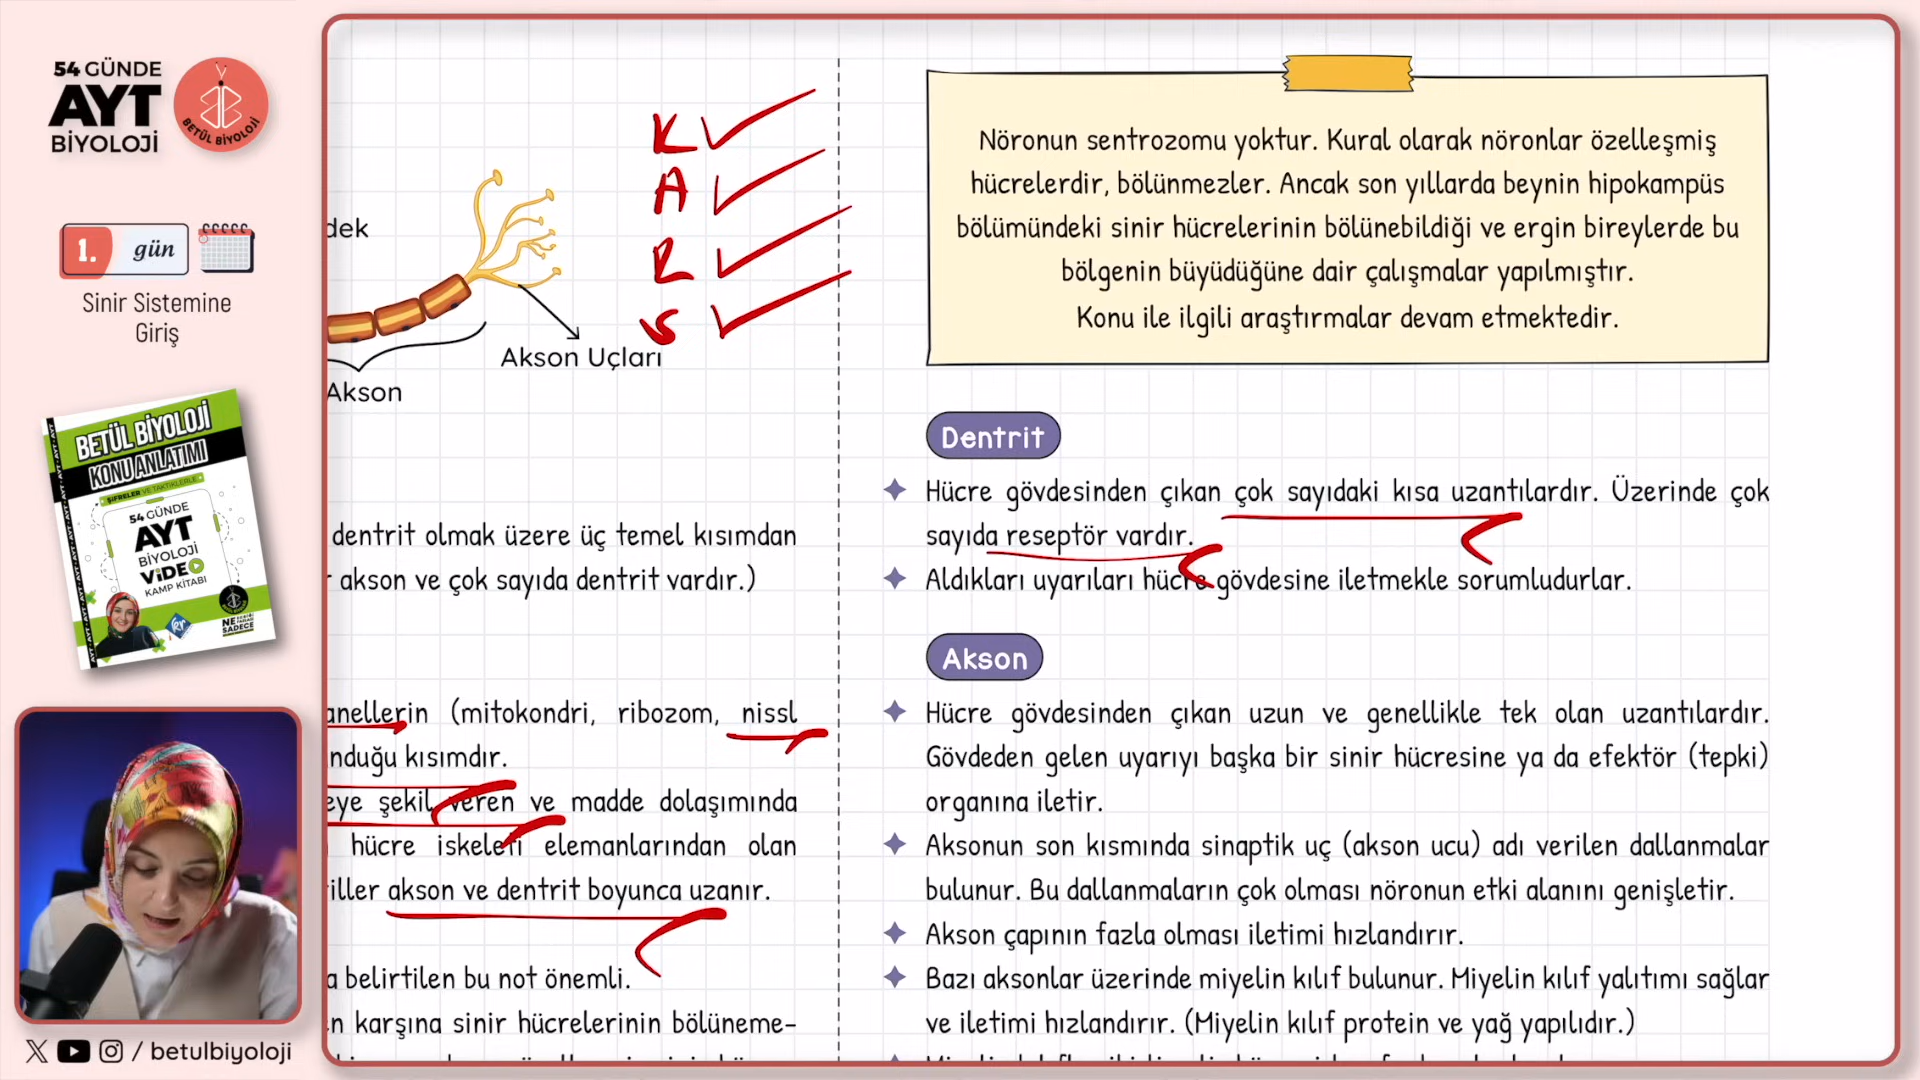 54 GÜNDE
AYT
BİYOLOJİ
BETÜL BİYOLOJİ
1. gün
Sinir Sistemine
Giriş
BETÜL BİYOLOJİ
KONU ANLATIMI
ŞİFRELER VE TAKTİKLERLE
54 GÜNDE
AYT
BİYOLOJİ
VİDEO
KAMP KİTABI
/ betulbiyoloji
dek
K
A
R
S
Akson Uçları
Akson
dentrit olmak üzere üç temel kısımdan
akson ve çok sayıda dentrit vardır.)
anellerin (mitokondri, ribozom, nissl
nduğu kısımdır.
eye şekil veren ve madde dolaşımında
hücre iskeleti elemanlarından olan
iller akson ve dentrit boyunca uzanır.
a belirtilen bu not önemli.
n karşına sinir hücrelerinin bölüneme-
Nöronun sentrozomu yoktur. Kural olarak nöronlar özelleşmiş
hücrelerdir, bölünmezler. Ancak son yıllarda beynin hipokampüs
bölümündeki sinir hücrelerinin bölünebildiği ve ergin bireylerde bu
bölgenin büyüdüğüne dair çalışmalar yapılmıştır.
Konu ile ilgili araştırmalar devam etmektedir.
Dentrit
Hücre gövdesinden çıkan çok sayıdaki kısa uzantılardır. Üzerinde çok
sayıda reseptör vardır.
Aldıkları uyarıları hücre gövdesine iletmekle sorumludurlar.
Akson
Hücre gövdesinden çıkan uzun ve genellikle tek olan uzantılardır.
Gövdeden gelen uyarıyı başka bir sinir hücresine ya da efektör (tepki)
organına iletir.
Aksonun son kısmında sinaptik uç (akson ucu) adı verilen dallanmalar
bulunur. Bu dallanmaların çok olması nöronun etki alanını genişletir.
Akson çapının fazla olması iletimi hızlandırır.
Bazı aksonlar üzerinde miyelin kılıf bulunur. Miyelin kılıf yalıtımı sağlar
ve iletimi hızlandırır. (Miyelin kılıf protein ve yağ yapılıdır.)